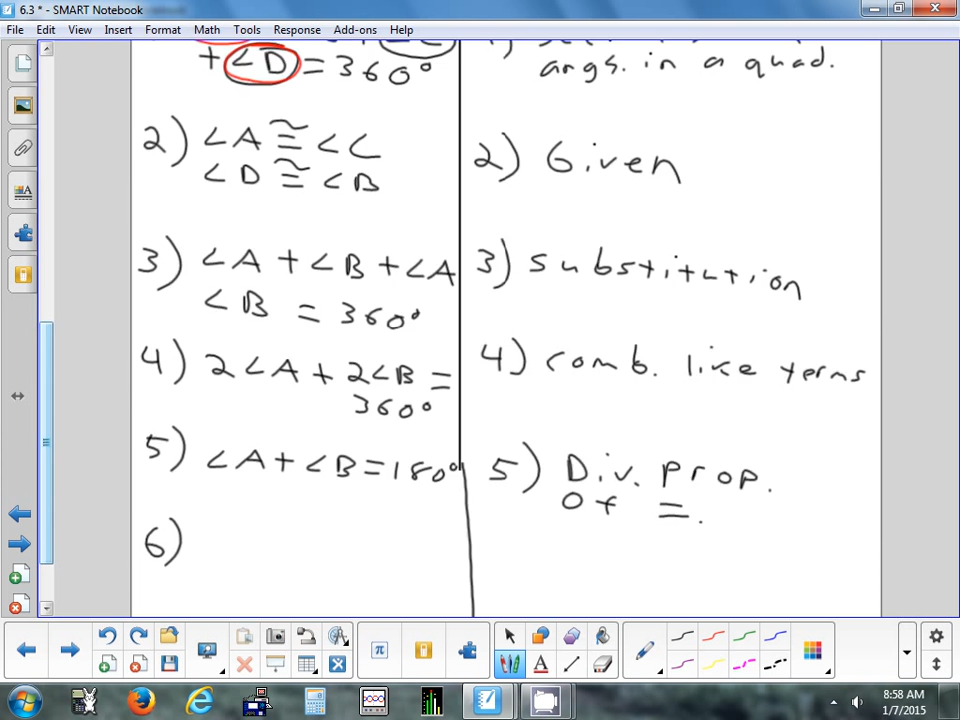 6.3 * - SMART Notebook
File Edit View Insert Format Math Tools Response Add-ons Help
+ ∠D = 360°
args. in a quad.
2) ∠A ≅ ∠C
∠D ≅ ∠B
2) Given
3) ∠A + ∠B + ∠A
∠B = 360°
3) substitution
4) 2∠A + 2∠B =
360°
4) comb. like terms
5) ∠A + ∠B = 180°
5) Div. prop.
of =.
6)
8:58 AM
1/7/2015